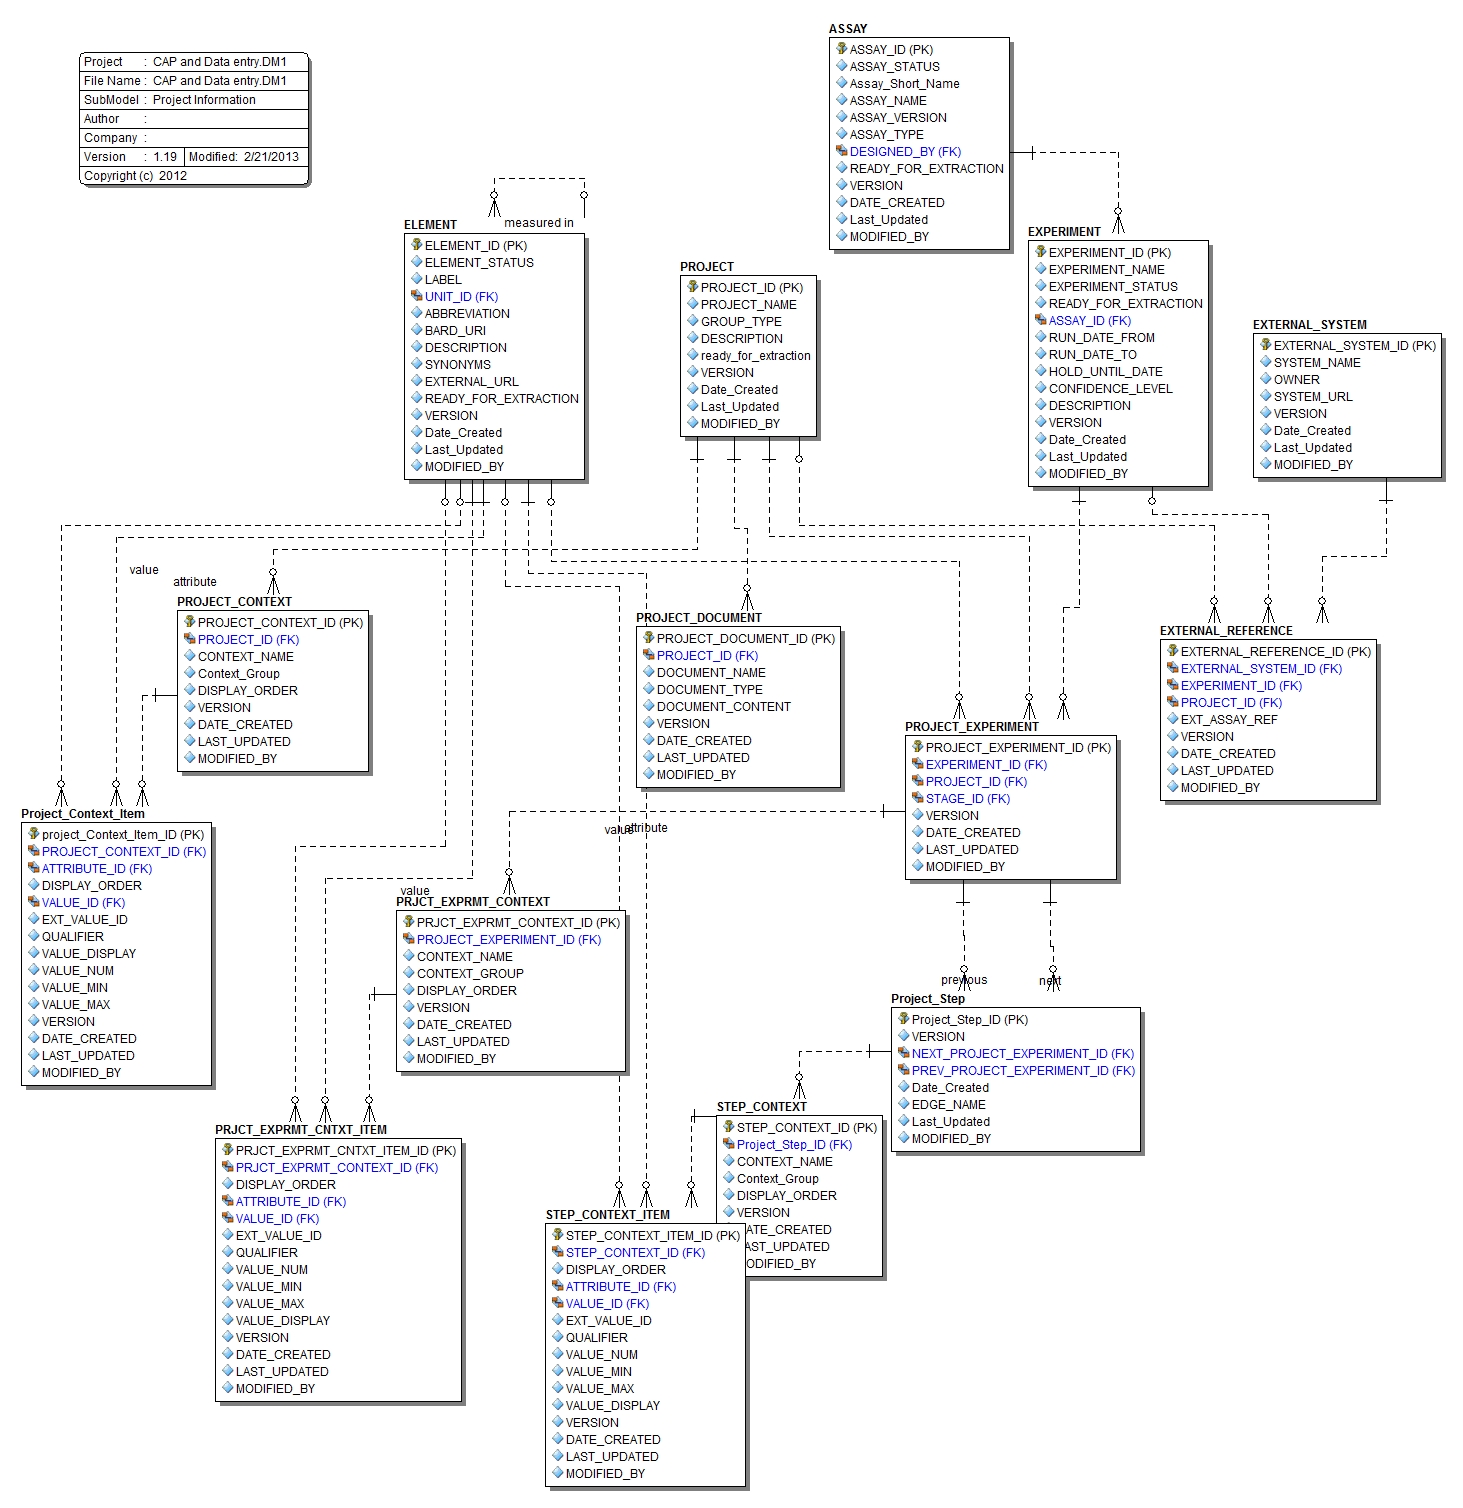 Project : CAP and Data entry.DM1
File Name : CAP and Data entry.DM1
SubModel : Project Information
Author :
Company :
Version : 1.19 Modified: 2/21/2013
Copyright (c) 2012
ASSAY
ASSAY_ID (PK)
ASSAY_STATUS
Assay_Short_Name
ASSAY_NAME
ASSAY_VERSION
ASSAY_TYPE
DESIGNED_BY (FK)
READY_FOR_EXTRACTION
VERSION
DATE_CREATED
Last_Updated
MODIFIED_BY
measured in
ELEMENT
ELEMENT_ID (PK)
ELEMENT_STATUS
LABEL
UNIT_ID (FK)
ABBREVIATION
BARD_URI
DESCRIPTION
SYNONYMS
EXTERNAL_URL
READY_FOR_EXTRACTION
VERSION
Date_Created
Last_Updated
MODIFIED_BY
PROJECT
PROJECT_ID (PK)
PROJECT_NAME
GROUP_TYPE
DESCRIPTION
ready_for_extraction
VERSION
Date_Created
Last_Updated
MODIFIED_BY
EXPERIMENT
EXPERIMENT_ID (PK)
EXPERIMENT_NAME
EXPERIMENT_STATUS
READY_FOR_EXTRACTION
ASSAY_ID (FK)
RUN_DATE_FROM
RUN_DATE_TO
HOLD_UNTIL_DATE
CONFIDENCE_LEVEL
DESCRIPTION
VERSION
Date_Created
Last_Updated
MODIFIED_BY
EXTERNAL_SYSTEM
EXTERNAL_SYSTEM_ID (PK)
SYSTEM_NAME
OWNER
SYSTEM_URL
VERSION
Date_Created
Last_Updated
MODIFIED_BY
value
attribute
PROJECT_CONTEXT
PROJECT_CONTEXT_ID (PK)
PROJECT_ID (FK)
CONTEXT_NAME
Context_Group
DISPLAY_ORDER
VERSION
DATE_CREATED
LAST_UPDATED
MODIFIED_BY
PROJECT_DOCUMENT
PROJECT_DOCUMENT_ID (PK)
PROJECT_ID (FK)
DOCUMENT_NAME
DOCUMENT_TYPE
DOCUMENT_CONTENT
VERSION
DATE_CREATED
LAST_UPDATED
MODIFIED_BY
EXTERNAL_REFERENCE
EXTERNAL_REFERENCE_ID (PK)
EXTERNAL_SYSTEM_ID (FK)
EXPERIMENT_ID (FK)
PROJECT_ID (FK)
EXT_ASSAY_REF
VERSION
DATE_CREATED
LAST_UPDATED
MODIFIED_BY
PROJECT_EXPERIMENT
PROJECT_EXPERIMENT_ID (PK)
EXPERIMENT_ID (FK)
PROJECT_ID (FK)
STAGE_ID (FK)
VERSION
DATE_CREATED
LAST_UPDATED
MODIFIED_BY
Project_Context_Item
project_Context_Item_ID (PK)
PROJECT_CONTEXT_ID (FK)
ATTRIBUTE_ID (FK)
DISPLAY_ORDER
VALUE_ID (FK)
EXT_VALUE_ID
QUALIFIER
VALUE_DISPLAY
VALUE_NUM
VALUE_MIN
VALUE_MAX
VERSION
DATE_CREATED
LAST_UPDATED
MODIFIED_BY
value
attribute
value
PRJCT_EXPRMT_CONTEXT
PRJCT_EXPRMT_CONTEXT_ID (PK)
PROJECT_EXPERIMENT_ID (FK)
CONTEXT_NAME
CONTEXT_GROUP
DISPLAY_ORDER
VERSION
DATE_CREATED
LAST_UPDATED
MODIFIED_BY
previous
next
Project_Step
Project_Step_ID (PK)
VERSION
NEXT_PROJECT_EXPERIMENT_ID (FK)
PREV_PROJECT_EXPERIMENT_ID (FK)
Date_Created
EDGE_NAME
Last_Updated
MODIFIED_BY
STEP_CONTEXT
STEP_CONTEXT_ID (PK)
Project_Step_ID (FK)
CONTEXT_NAME
Context_Group
DISPLAY_ORDER
VERSION
ATE_CREATED
AST_UPDATED
ODIFIED_BY
PRJCT_EXPRMT_CNTXT_ITEM
PRJCT_EXPRMT_CNTXT_ITEM_ID (PK)
PRJCT_EXPRMT_CONTEXT_ID (FK)
DISPLAY_ORDER
ATTRIBUTE_ID (FK)
VALUE_ID (FK)
EXT_VALUE_ID
QUALIFIER
VALUE_NUM
VALUE_MIN
VALUE_MAX
VALUE_DISPLAY
VERSION
DATE_CREATED
LAST_UPDATED
MODIFIED_BY
STEP_CONTEXT_ITEM
STEP_CONTEXT_ITEM_ID (PK)
STEP_CONTEXT_ID (FK)
DISPLAY_ORDER
ATTRIBUTE_ID (FK)
VALUE_ID (FK)
EXT_VALUE_ID
QUALIFIER
VALUE_NUM
VALUE_MIN
VALUE_MAX
VALUE_DISPLAY
VERSION
DATE_CREATED
LAST_UPDATED
MODIFIED_BY